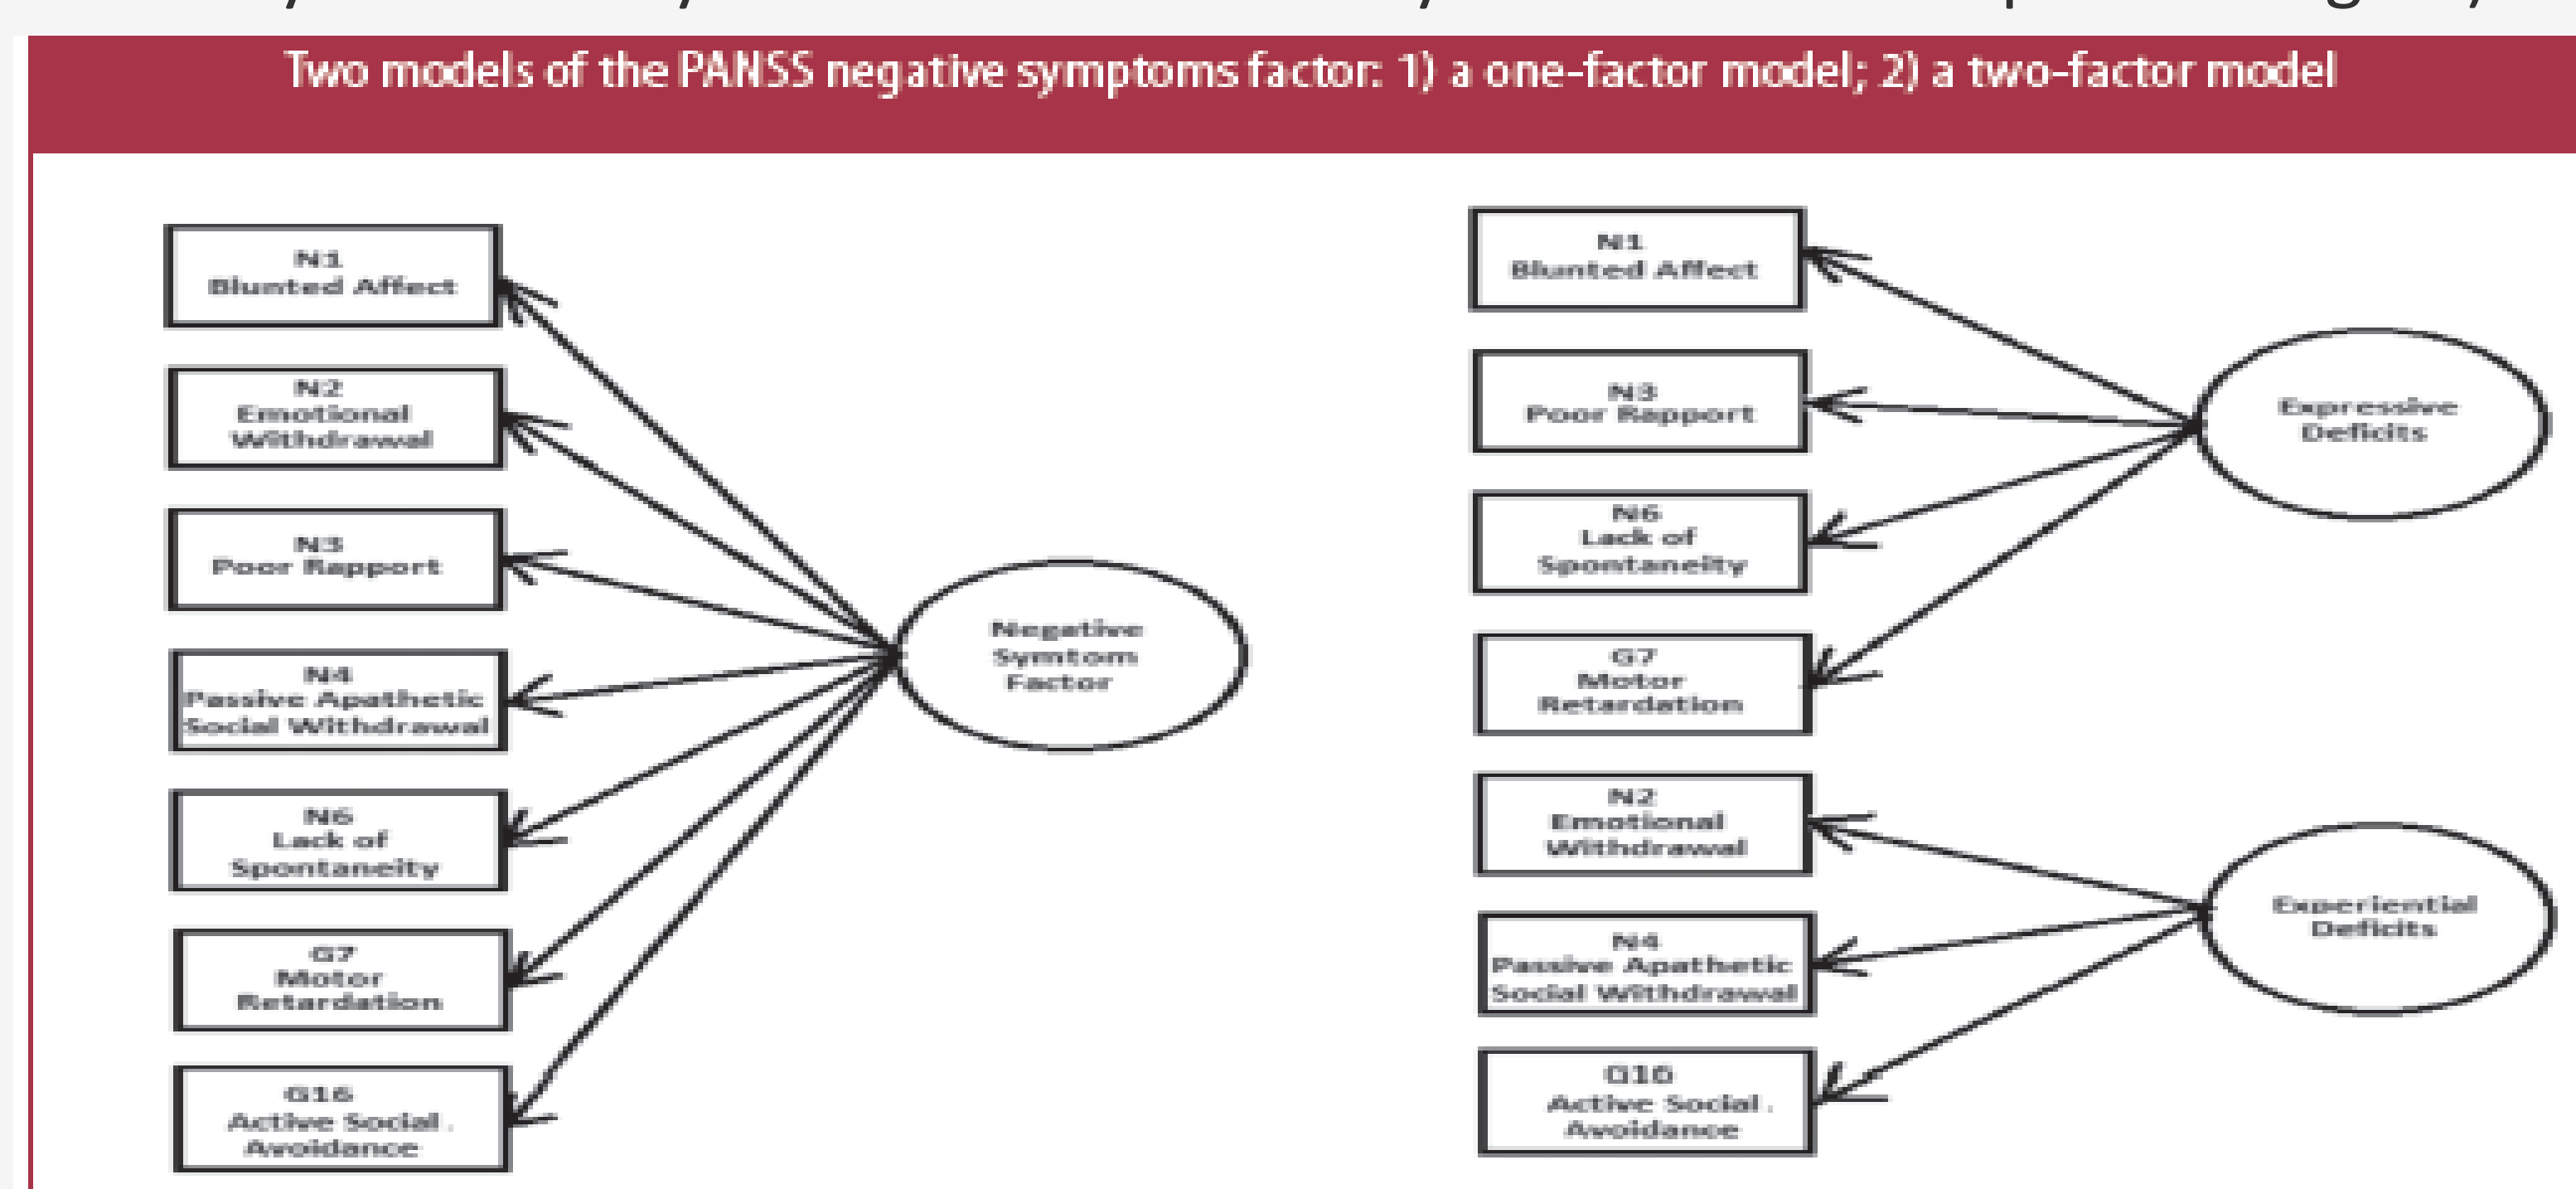 Two models of the PANSS negative symptoms factor: 1) a one-factor model; 2) a two-factor model
N1
Blunted Affect
N2
Emotional
Withdrawal
N3
Poor Rapport
N4
Passive Apathetic
Social Withdrawal
N6
Lack of
Spontaneity
G7
Motor
Retardation
G16
Active Social.
Avoidance
Negative
Symtom
Factor
N1
Blunted Affect
N3
Poor Rapport
N6
Lack of
Spontaneity
G7
Motor
Retardation
N2
Emotional
Withdrawal
N4
Passive Apathetic
Social Withdrawal
G16
Active Social.
Avoidance
Expressive
Deficits
Experiential
Deficits